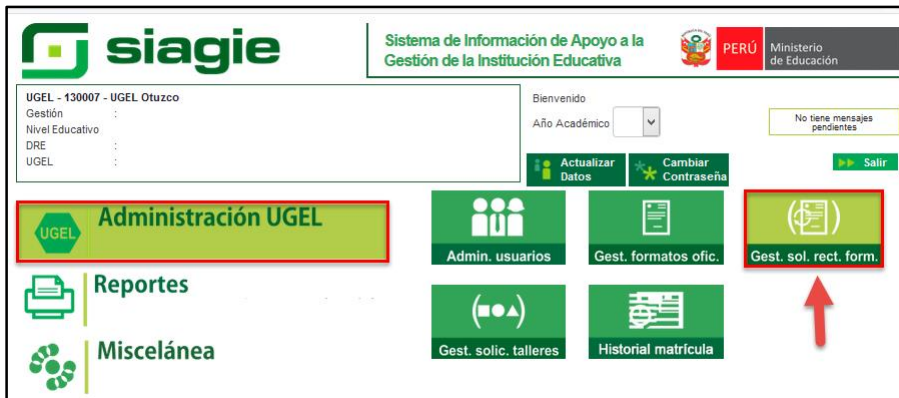 siagie
Sistema de Información de Apoyo a la
Gestión de la Institución Educativa
PERÚ
Ministerio
de Educación
UGEL - 130007 - UGEL Otuzco
Gestión :
Nivel Educativo
DRE :
UGEL :
Bienvenido
Año Académico
No tiene mensajes
pendientes
Actualizar
Datos
Cambiar
Contraseña
Salir
UGEL
Administración UGEL
Reportes
Miscelánea
Admin. usuarios
Gest. formatos ofic.
Gest. sol. rect. form.
Gest. solic. talleres
Historial matrícula